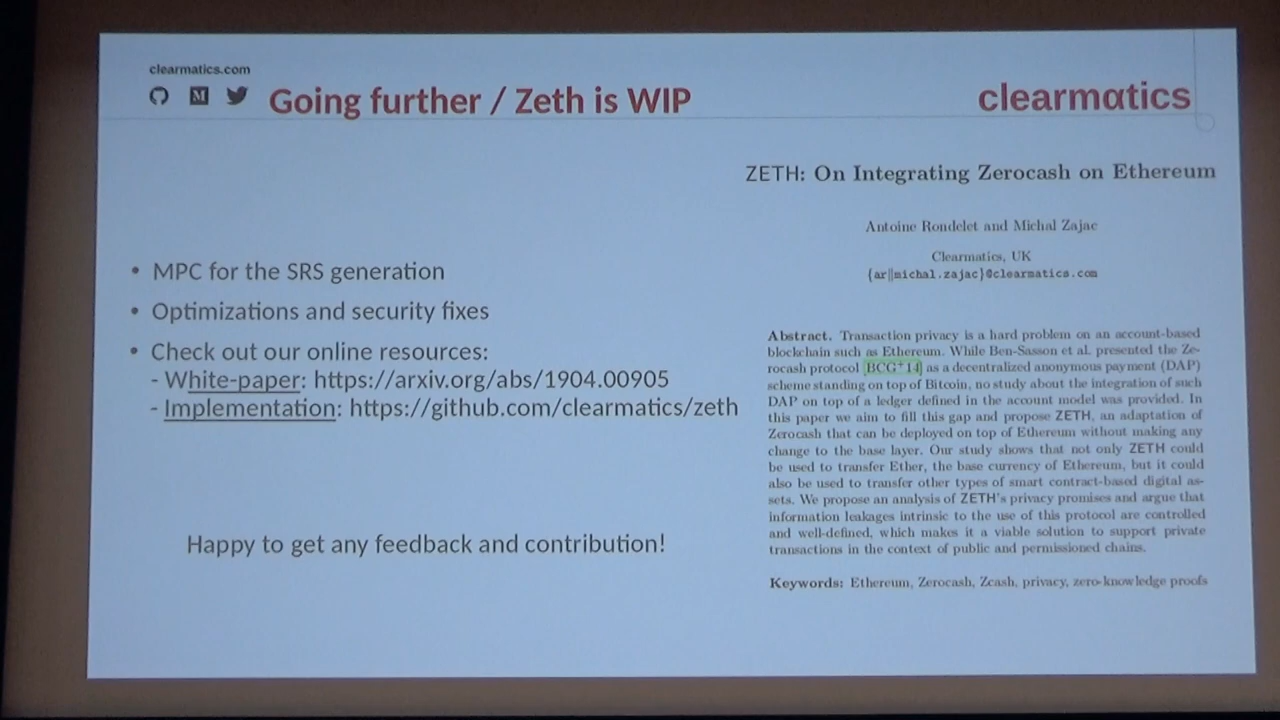 clearmatics.com
Going further / Zeth is WIP
clearmαtics
• MPC for the SRS generation
• Optimizations and security fixes
• Check out our online resources:
- White-paper: https://arxiv.org/abs/1904.00905
- Implementation: https://github.com/clearmatics/zeth
Happy to get any feedback and contribution!
ZETH: On Integrating Zerocash on Ethereum
Antoine Rondelet and Michal Zajac
Clearmatics, UK
{ar||michal.zajac}@clearmatics.com
Abstract. Transaction privacy is a hard problem on an account-based
blockchain such as Ethereum. While Ben-Sasson et al. presented the Ze-
rocash protocol [BCG+14] as a decentralized anonymous payment (DAP)
scheme standing on top of Bitcoin, no study about the integration of such
DAP on top of a ledger defined in the account model was provided. In
this paper we aim to fill this gap and propose ZETH, an adaptation of
Zerocash that can be deployed on top of Ethereum without making any
change to the base layer. Our study shows that not only ZETH could
be used to transfer Ether, the base currency of Ethereum, but it could
also be used to transfer other types of smart contract-based digital as-
sets. We propose an analysis of ZETH's privacy promises and argue that
information leakages intrinsic to the use of this protocol are controlled
and well-defined, which makes it a viable solution to support private
transactions in the context of public and permissioned chains.
Keywords: Ethereum, Zerocash, Zcash, privacy, zero-knowledge proofs